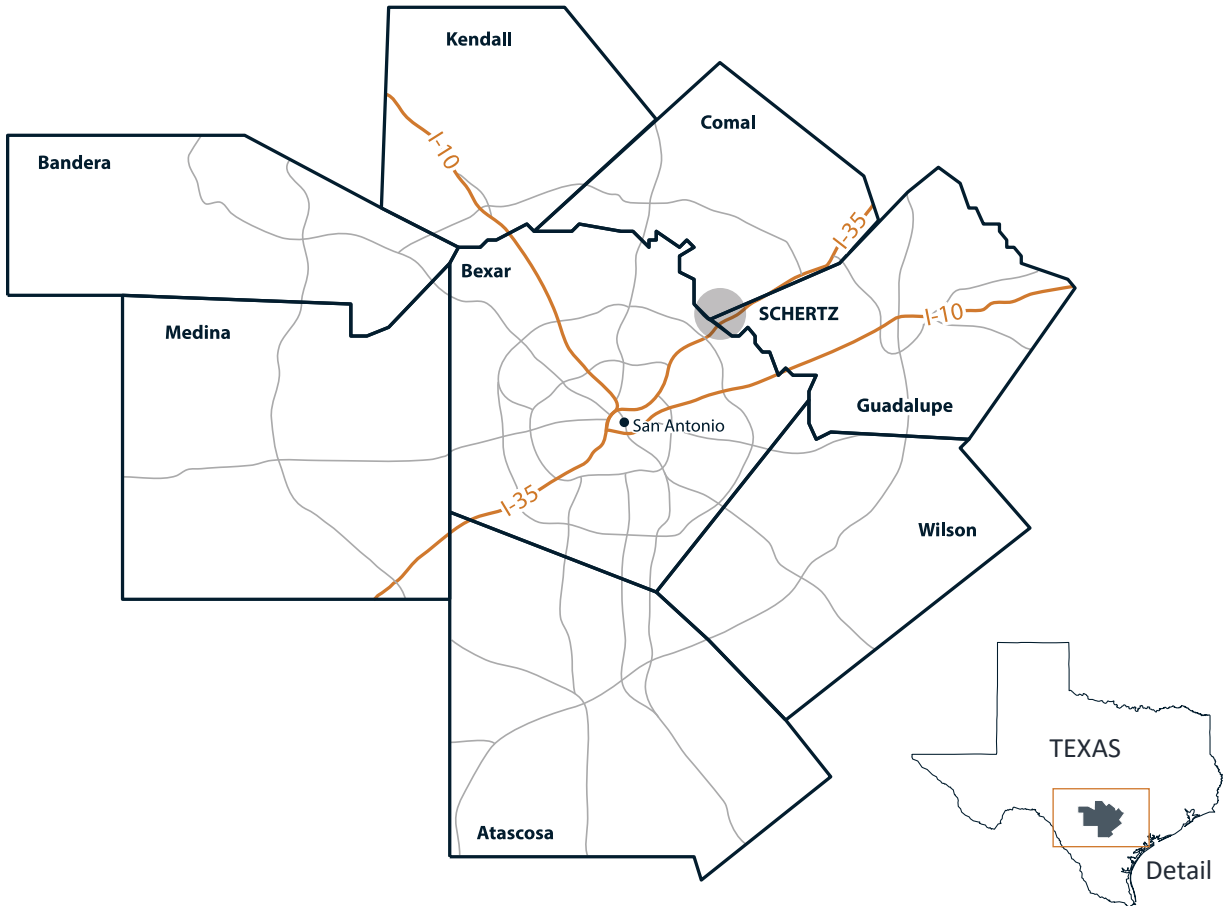 Kendall
Comal
I-10
Bandera
I-35
Bexar
SCHERTZ
I-10
Medina
Guadalupe
San Antonio
I-35
Wilson
TEXAS
Atascosa
Detail